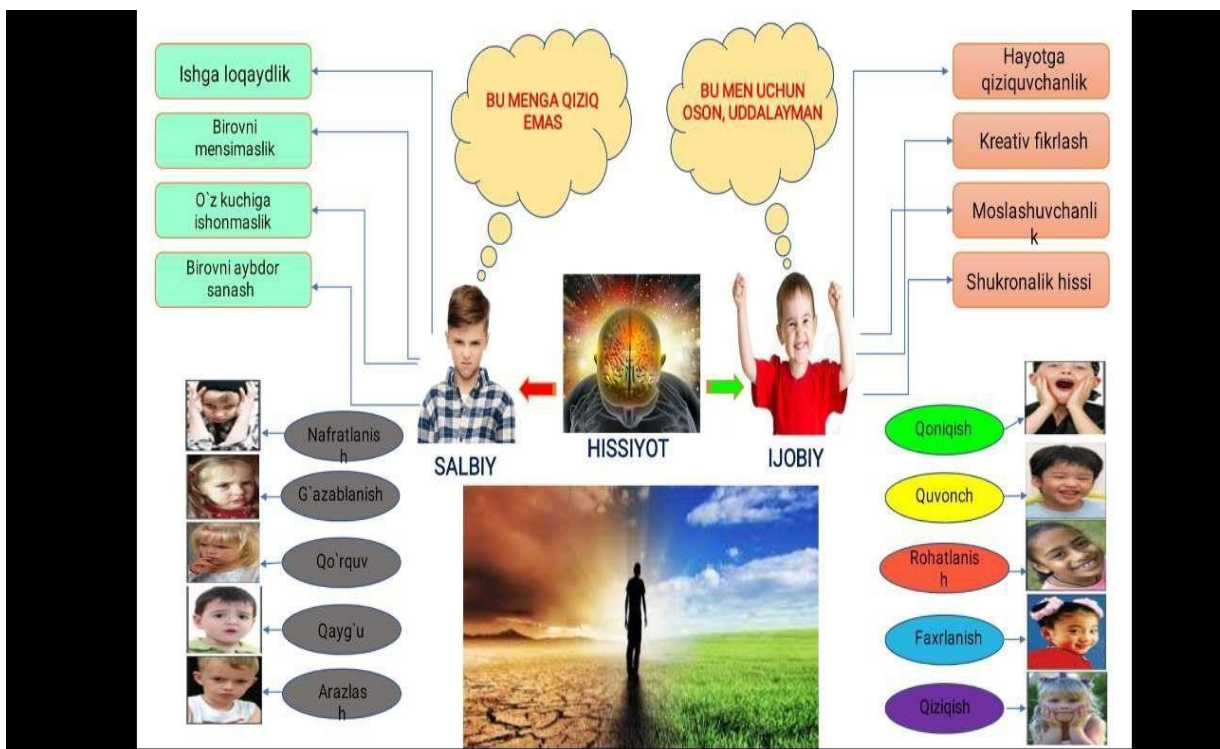 Ishga loqaydlik
Birovni
mensimaslik
O`z kuchiga
ishonmaslik
Birovni aybdor
sanash
BU MENGA QIZIQ
EMAS
BU MEN UCHUN
OSON, UDDALAYMAN
Hayotga
qiziquvchanlik
Kreativ fikrlash
Moslashuvchanli
k
Shukronalik hissi
SALBIY
HISSIYOT
IJOBIY
Nafratlanis
h
G`azablanish
Qo`rquv
Qayg`u
Arazlas
h
Qoniqish
Quvonch
Rohatlanis
h
Faxrlanish
Qiziqish